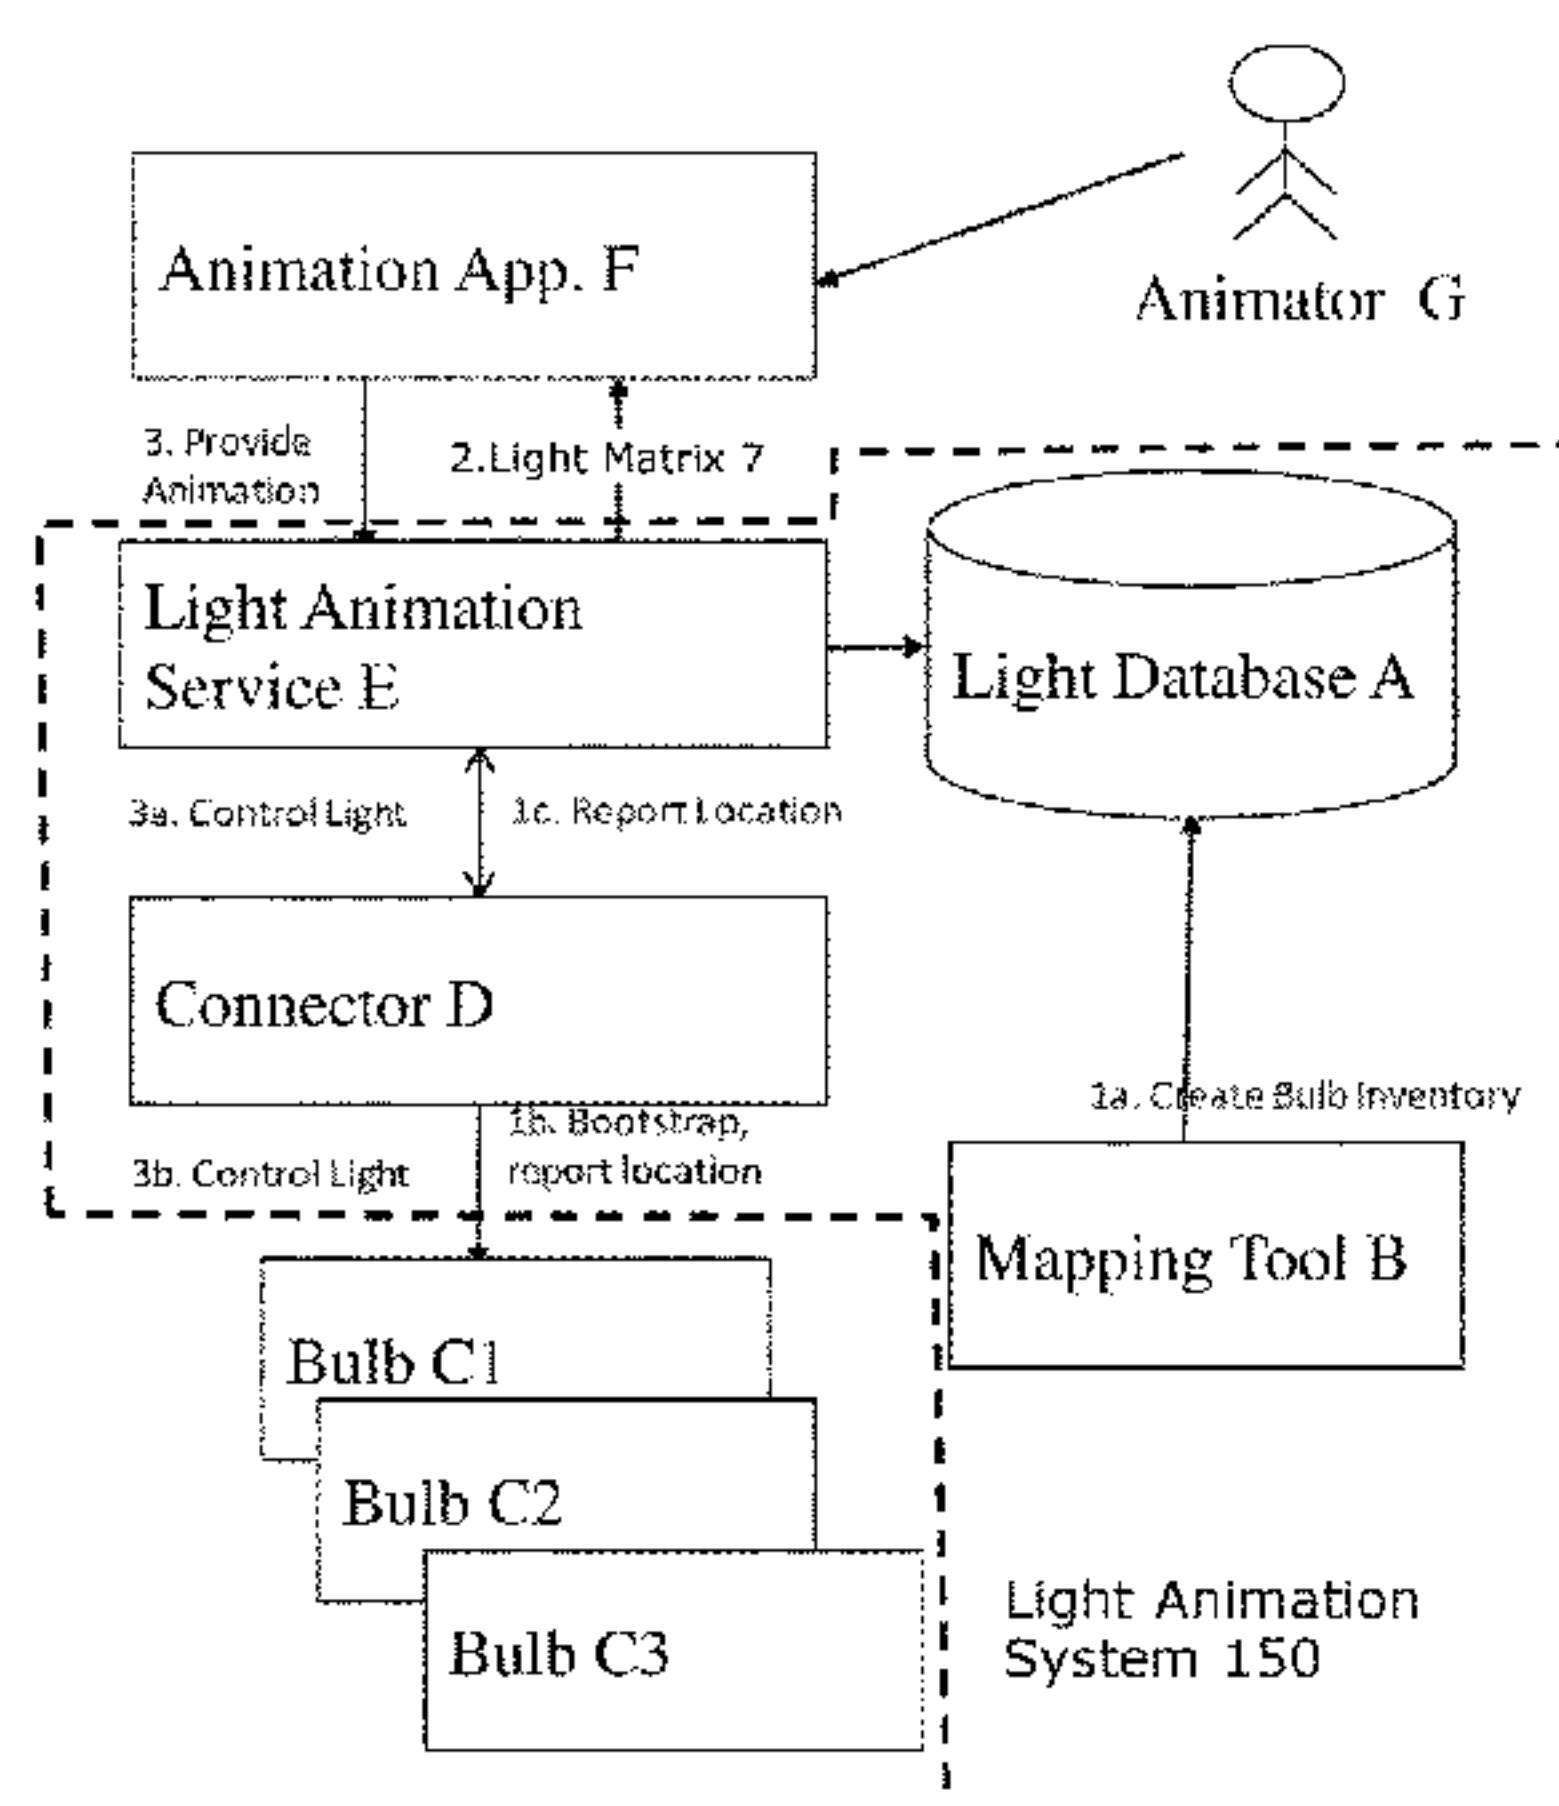 Animation App. F
Animator G
3. Provide
Animation
2.Light Matrix 7
Light Animation
Service E
Light Database A
3a. Control Light
1c. Report Location
Connector D
1a. Create Bulb Inventory
1b. Bootstrap,
report location
3b. Control Light
Mapping Tool B
Bulb C1
Bulb C2
Bulb C3
Light Animation
System 150